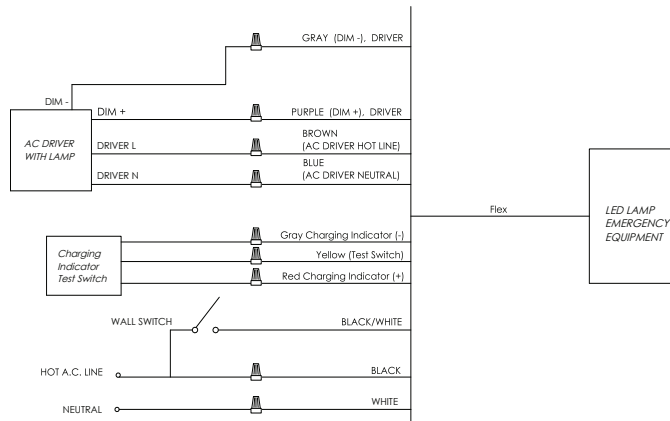 GRAY (DIM -), DRIVER
DIM -
DIM +
PURPLE (DIM +), DRIVER
AC DRIVER
WITH LAMP
DRIVER L
BROWN
(AC DRIVER HOT LINE)
DRIVER N
BLUE
(AC DRIVER NEUTRAL)
Flex
LED LAMP
EMERGENCY
EQUIPMENT
Charging
Indicator
Test Switch
Gray Charging Indicator (-)
Yellow (Test Switch)
Red Charging Indicator (+)
WALL SWITCH
BLACK/WHITE
HOT A.C. LINE
BLACK
NEUTRAL
WHITE